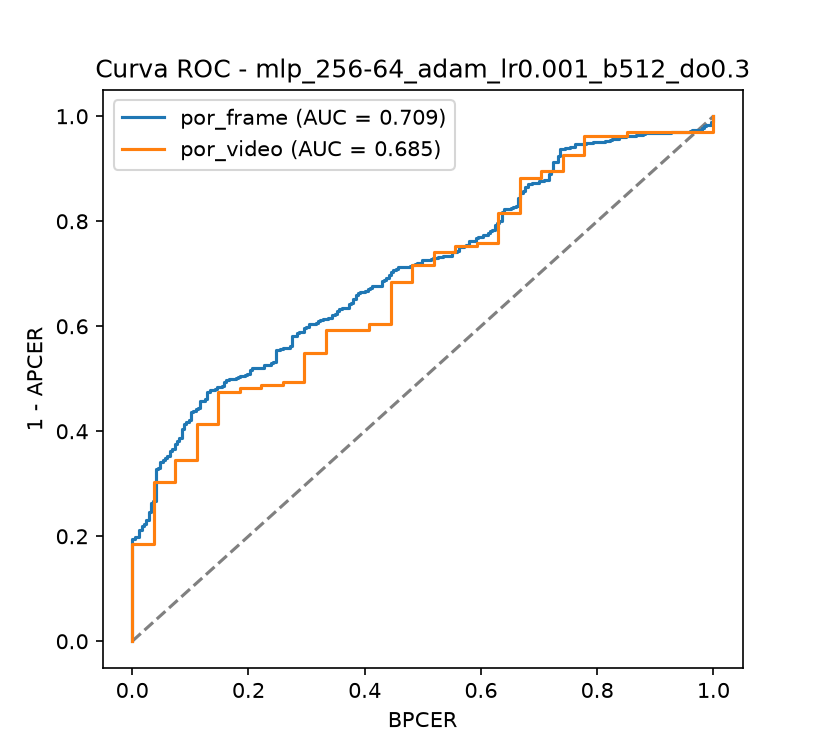 Curva ROC - mlp_256-64_adam_lr0.001_b512_do0.3
por_frame (AUC = 0.709)
por_video (AUC = 0.685)
1.0
0.8
0.6
0.4
0.2
0.0
1 - APCER
0.0 0.2 0.4 0.6 0.8 1.0
BPCER